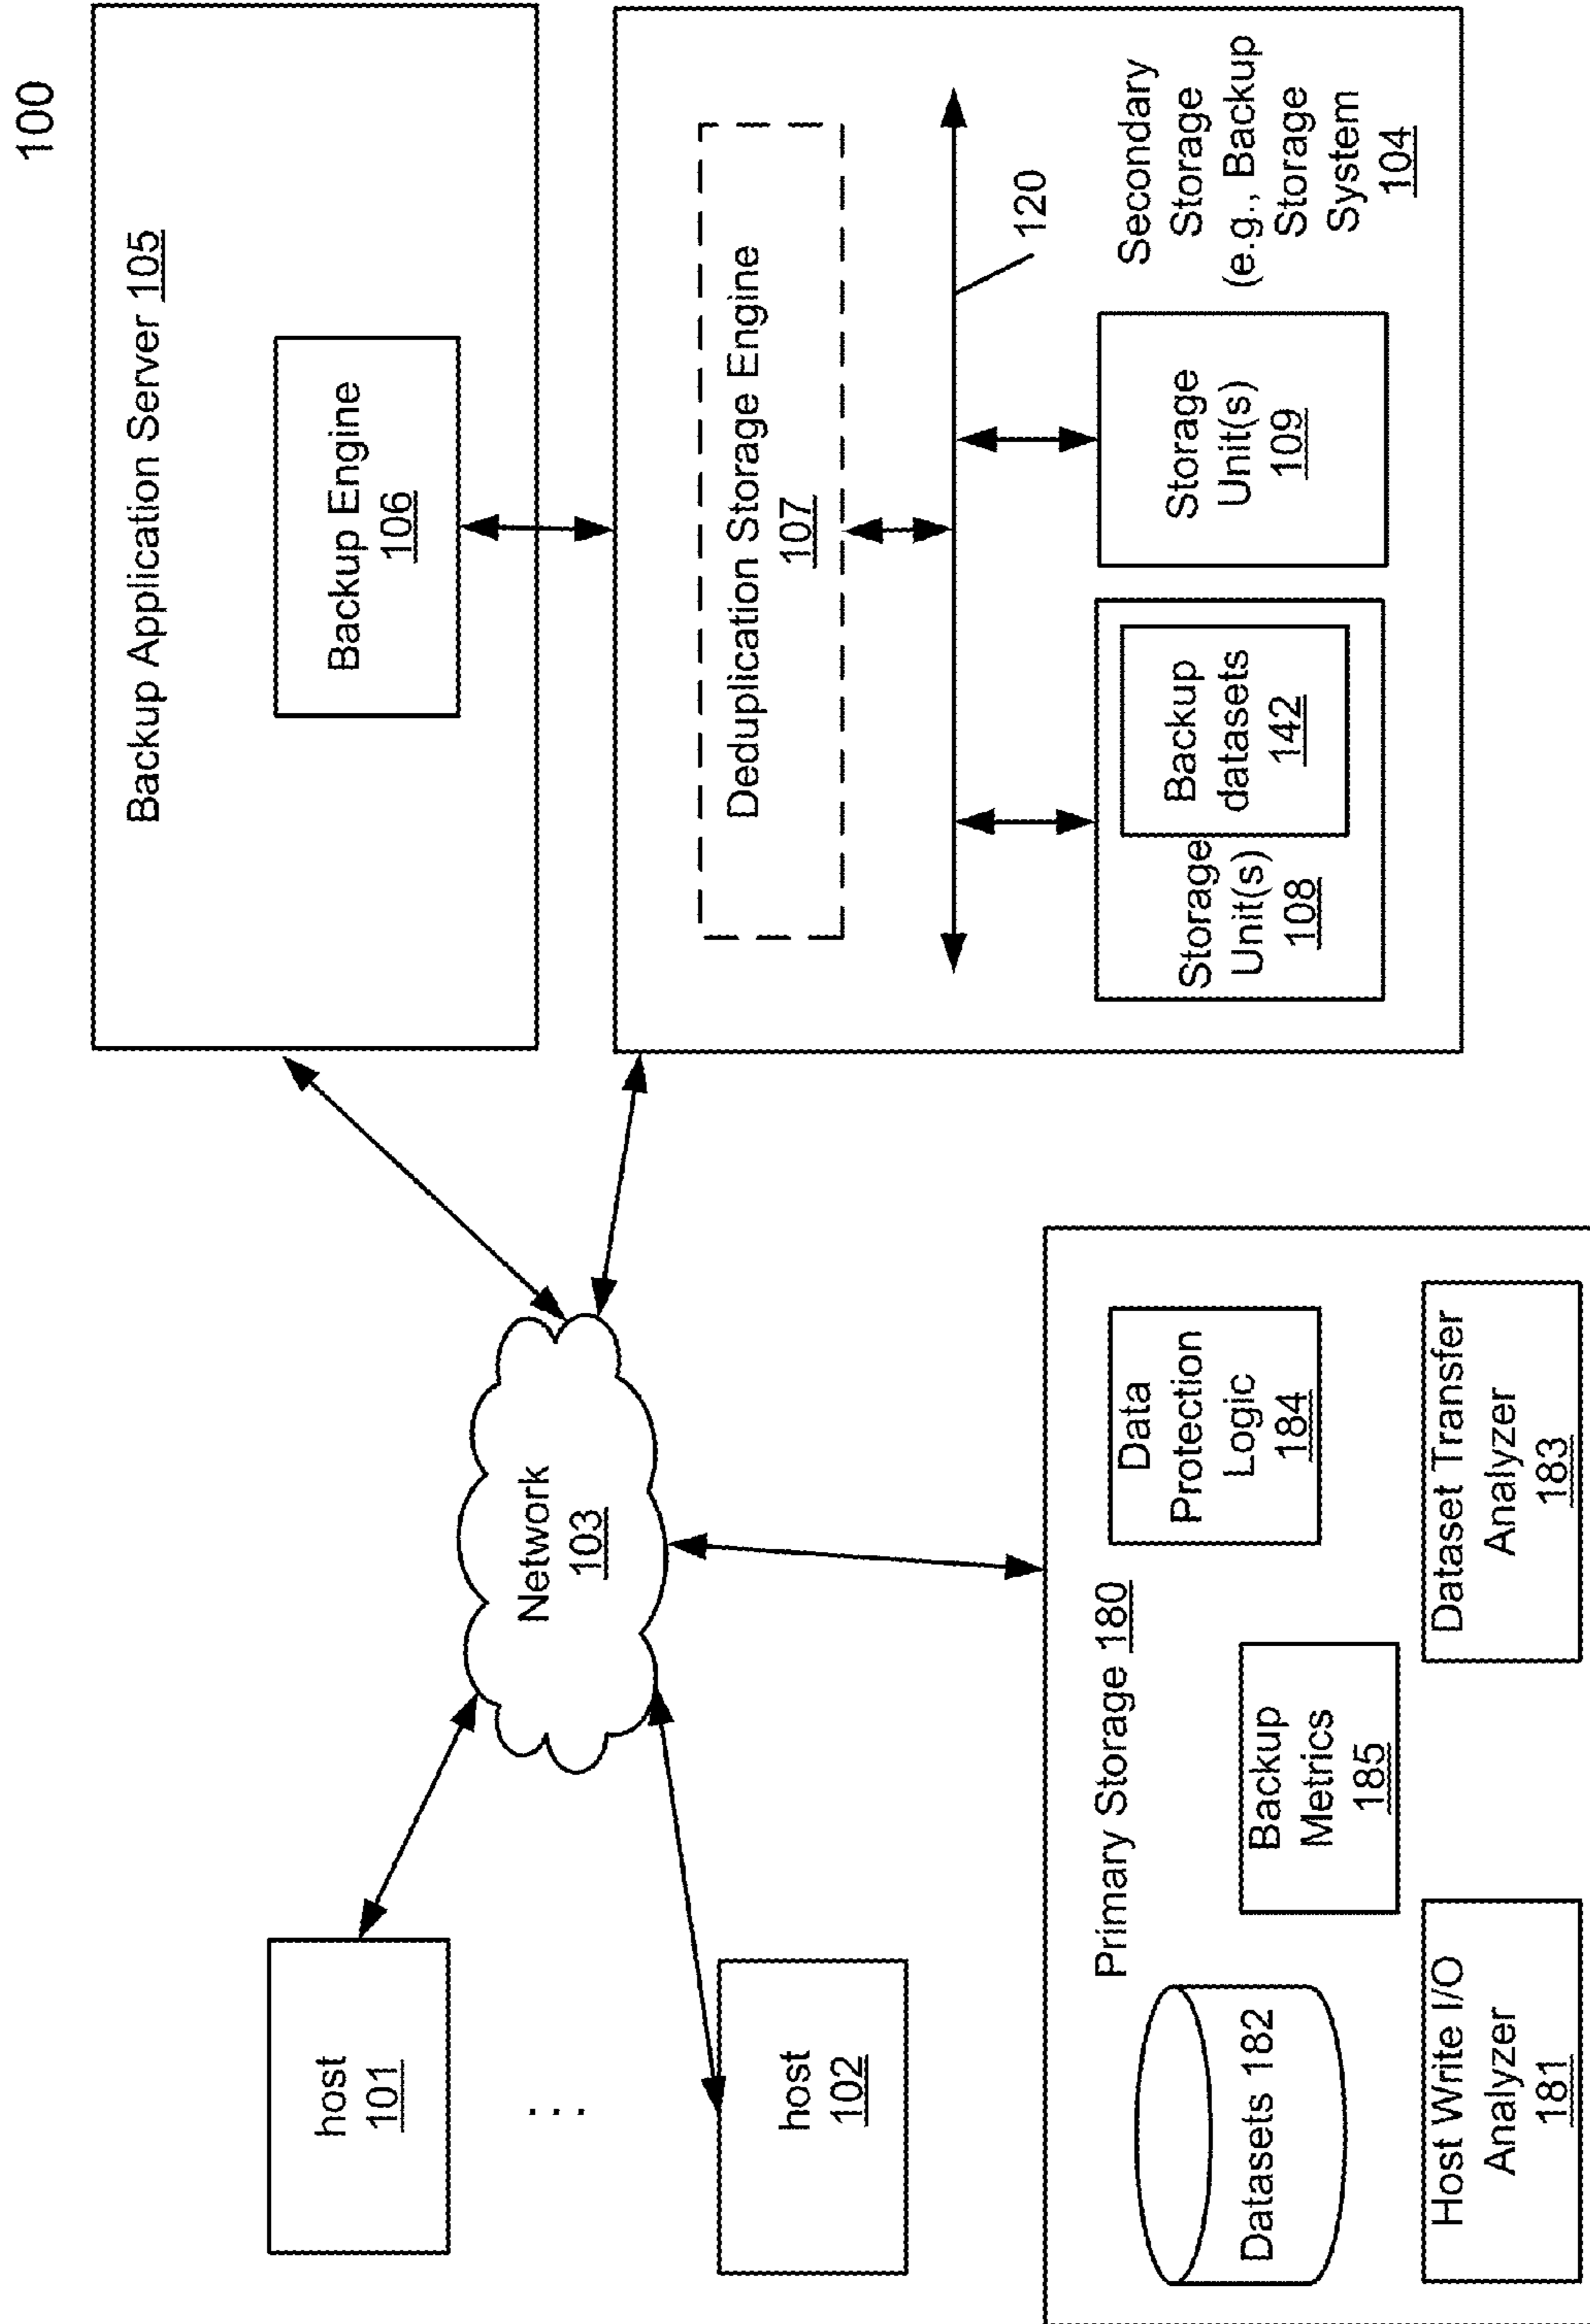 100
host
101
. . .
host
102
Network
103
Backup Application Server 105
Backup Engine
106
Deduplication Storage Engine
107
120
Storage
Unit(s)
108
Backup
datasets
142
Storage
Unit(s)
109
Secondary
Storage
(e.g., Backup
Storage
System
104
Primary Storage 180
Datasets 182
Backup
Metrics
185
Data
Protection
Logic
184
Host Write I/O
Analyzer
181
Dataset Transfer
Analyzer
183